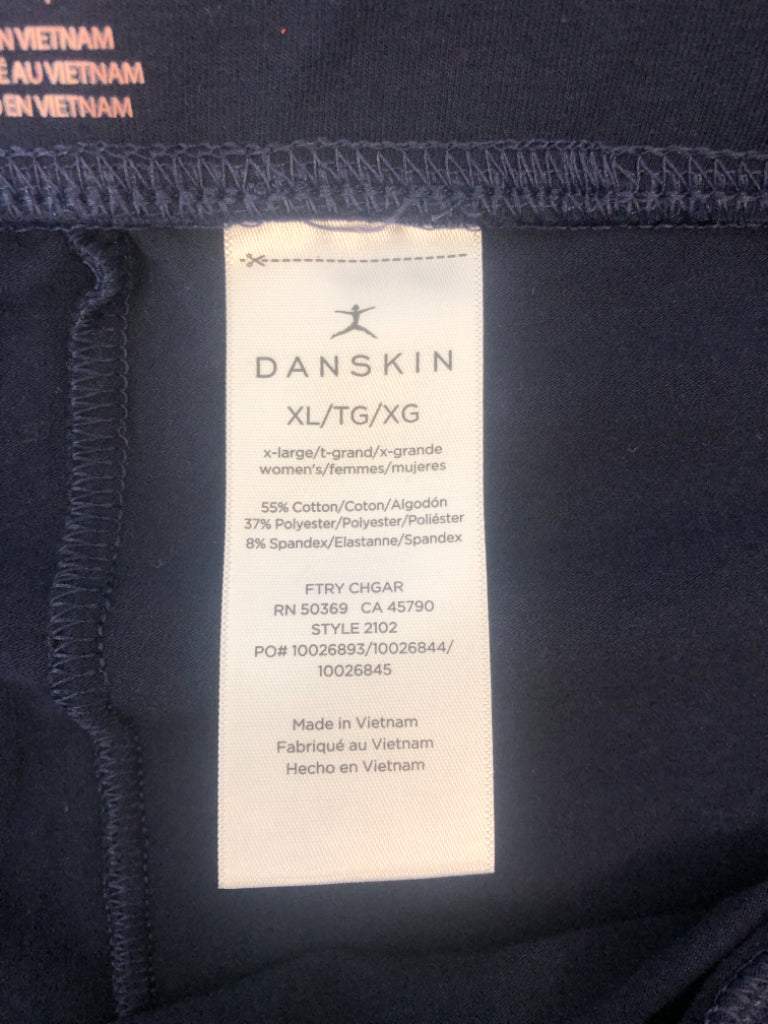 N VIETNAM
É AU VIETNAM
EN VIETNAM
DANSKIN
XL/TG/XG
x-large/t-grand/x-grande
women's/femmes/mujeres
55% Cotton/Coton/Algodón
37% Polyester/Polyester/Poliéster
8% Spandex/Elastanne/Spandex
FTRY CHGAR
RN 50369 CA 45790
STYLE 2102
PO# 10026893/10026844/
10026845
Made in Vietnam
Fabriqué au Vietnam
Hecho en Vietnam